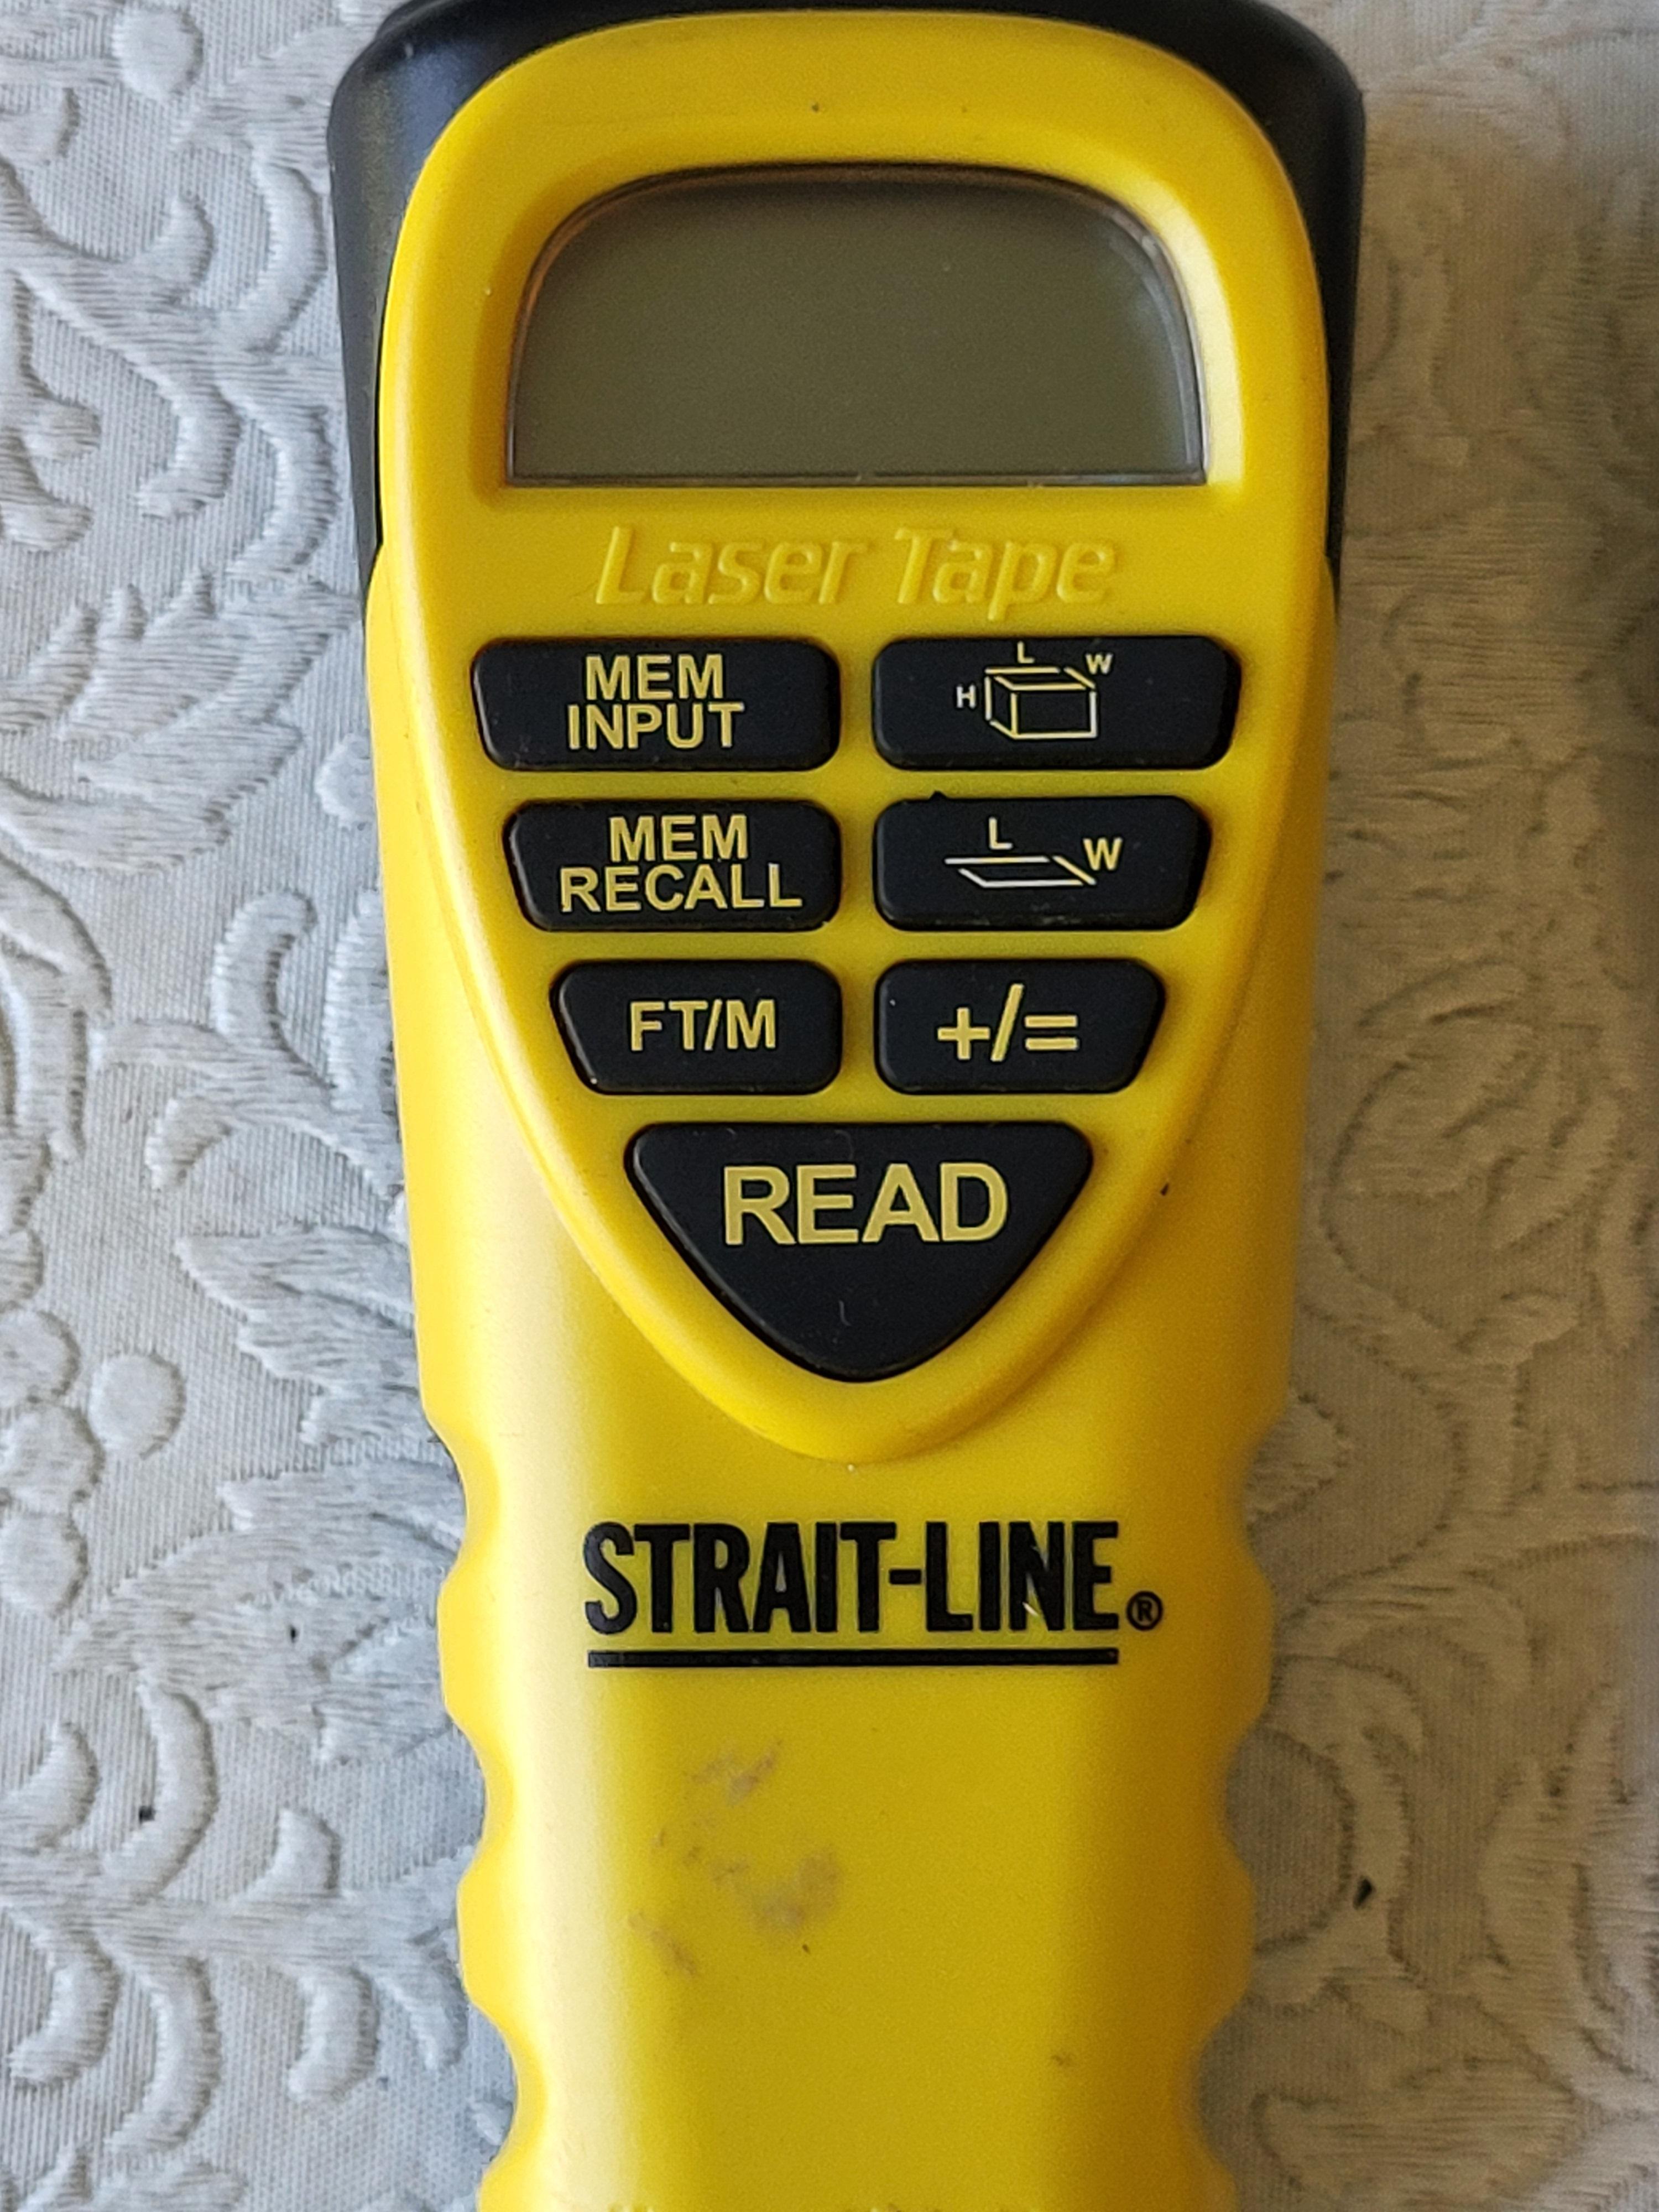 Laser Tape
MEM
INPUT
L
W
H
MEM
RECALL
L
W
FT/M
+/=
READ
STRAIT-LINE®